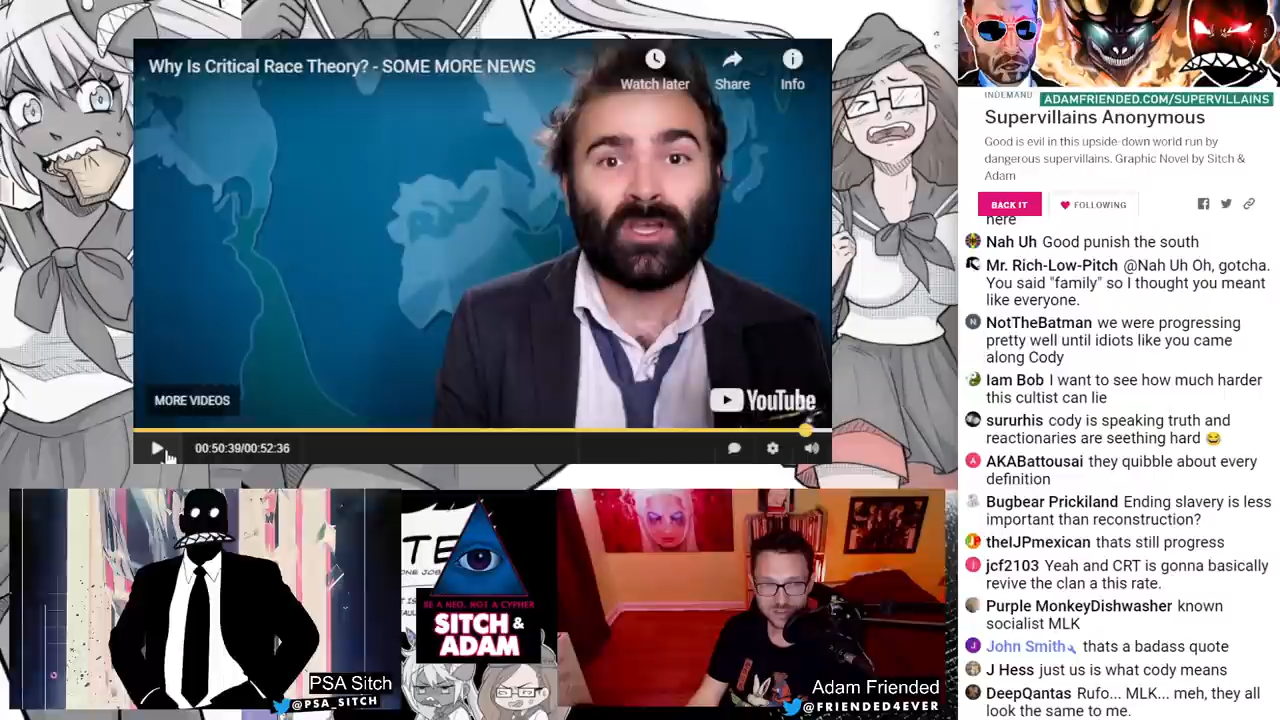 Why Is Critical Race Theory? - SOME MORE NEWS
Watch later
Share
Info
MORE VIDEOS
YouTube
00:50:39/00:52:36
INDEMAND
ADAMFRIENDED.COM/SUPERVILLAINS
Supervillains Anonymous
Good is evil in this upside-down world run by
dangerous supervillains. Graphic Novel by Sitch &
Adam
BACK IT
FOLLOWING
here
Nah Uh Good punish the south
Mr. Rich-Low-Pitch @Nah Uh Oh, gotcha.
You said "family" so I thought you meant
like everyone.
N
NotTheBatman we were progressing
pretty well until idiots like you came
along Cody
Iam Bob I want to see how much harder
this cultist can lie
sururhis cody is speaking truth and
reactionaries are seething hard 😂
A
AKABattousai they quibble about every
definition
Bugbear Prickiland Ending slavery is less
important than reconstruction?
theIJPmexican thats still progress
jcf2103 Yeah and CRT is gonna basically
revive the clan a this rate.
Purple MonkeyDishwasher known
socialist MLK
John Smith thats a badass quote
J Hess just us is what cody means
DeepQantas Rufo... MLK... meh, they all
look the same to me.
PSA Sitch
@PSA_SITCH
TE
ONE JO
BE A NEO, NOT A CYPHER
SITCH &
ADAM
Adam Friended
@FRIENDED4EVER